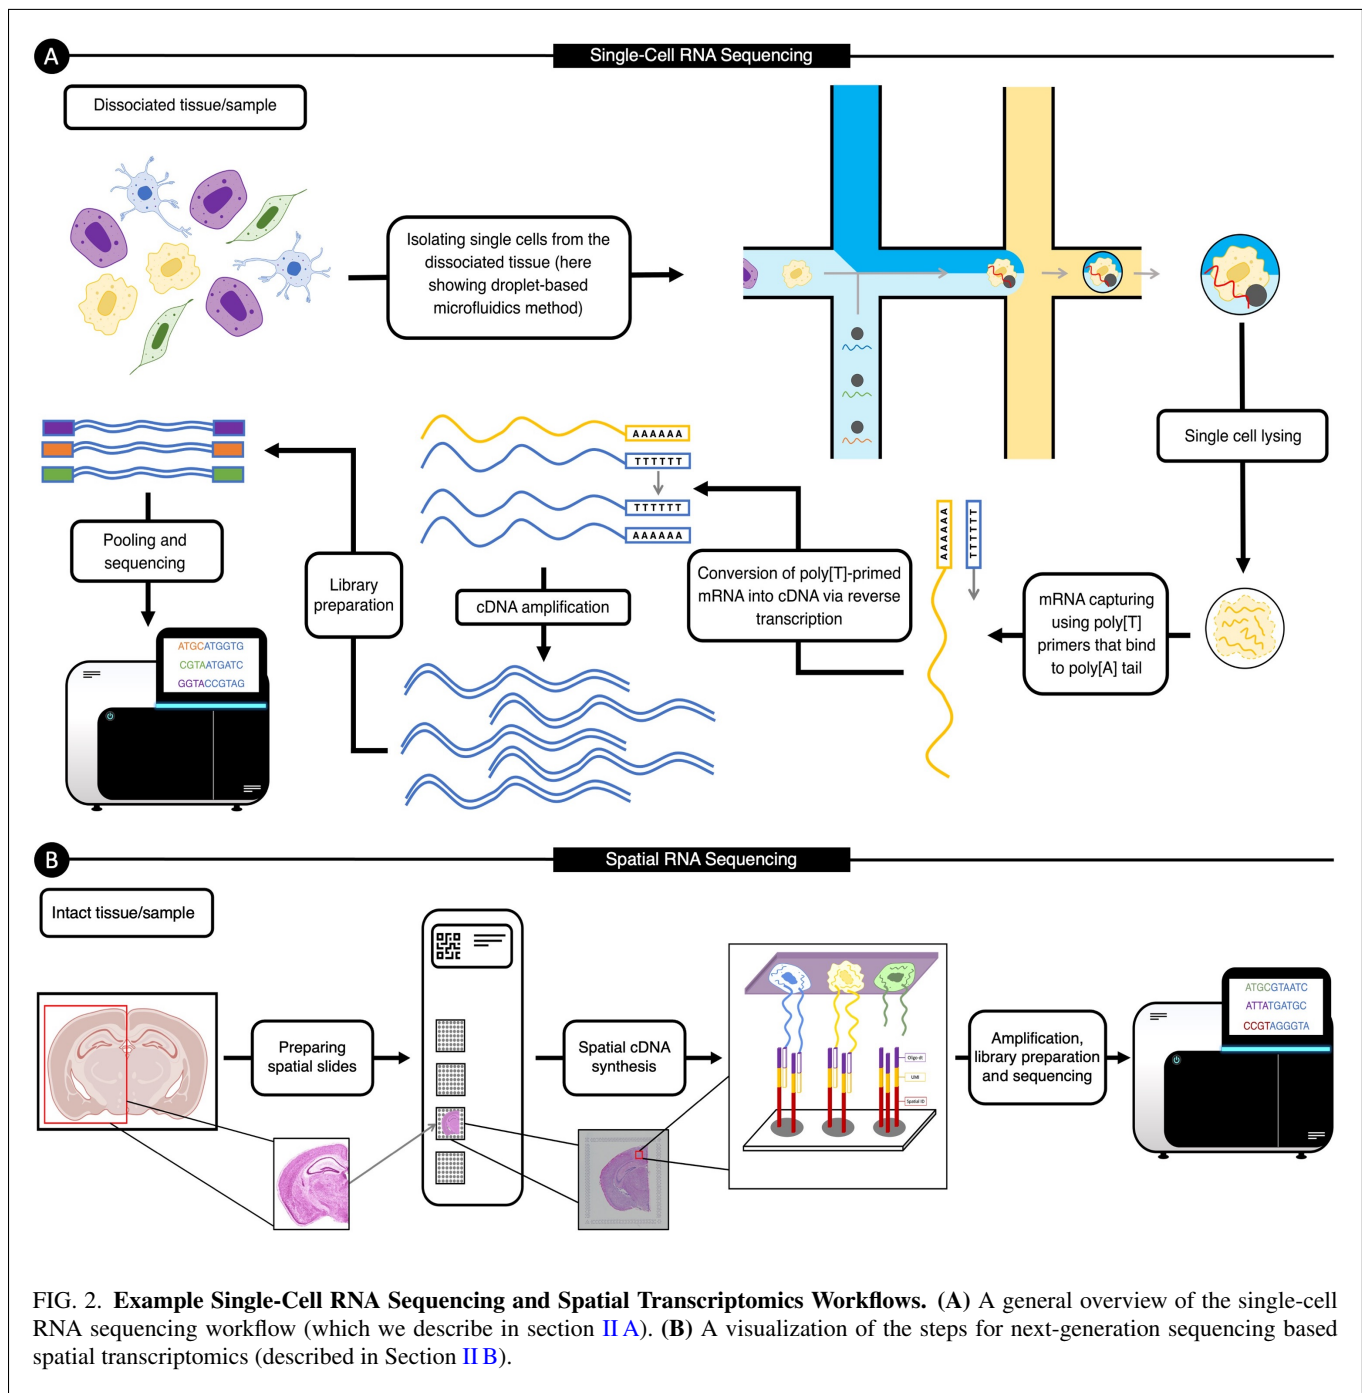 A
Single-Cell RNA Sequencing
Dissociated tissue/sample
Isolating single cells from the
dissociated tissue (here
showing droplet-based
microfluidics method)
Single cell lysing
mRNA capturing
using poly[T]
primers that bind
to poly[A] tail
AAAAAA
TTTTTT
Conversion of poly[T]-primed
mRNA into cDNA via reverse
transcription
AAAAAA
TTTTTT
TTTTTT
AAAAAA
cDNA amplification
Library
preparation
Pooling and
sequencing
ATGCATGGTG
CGTAATGATC
GGTACCGTAG
B
Spatial RNA Sequencing
Intact tissue/sample
Preparing
spatial slides
Spatial cDNA
synthesis
Oligo dt
UMI
Spatial ID
Amplification,
library preparation
and sequencing
ATGCGTAATC
ATTATGATGC
CCGTAGGGTA
FIG. 2. Example Single-Cell RNA Sequencing and Spatial Transcriptomics Workflows. (A) A general overview of the single-cell
RNA sequencing workflow (which we describe in section II A). (B) A visualization of the steps for next-generation sequencing based
spatial transcriptomics (described in Section II B).